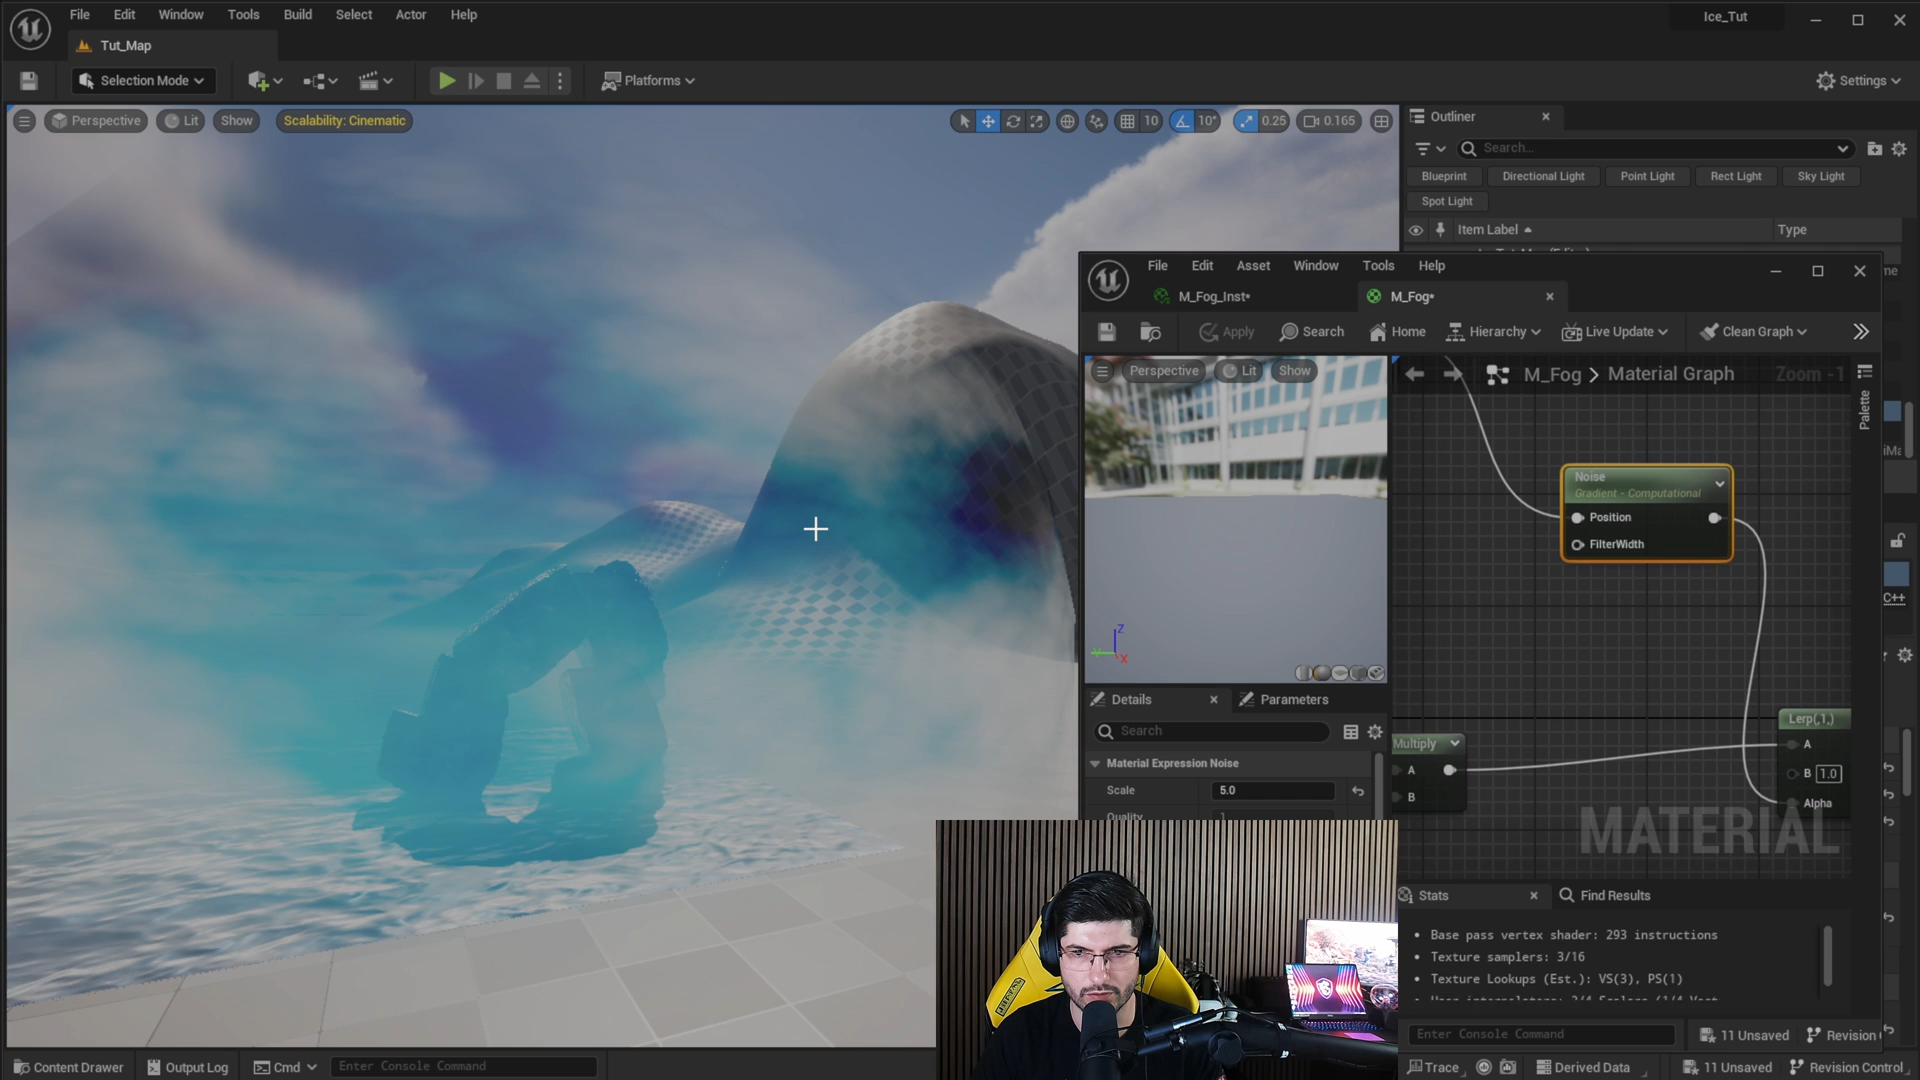 File Edit Window Tools Build Select Actor Help
Ice_Tut
Tut_Map
Selection Mode
Platforms
Settings
Perspective Lit Show Scalability: Cinematic
10 10° 0.25 0.165
Outliner
Search...
Blueprint Directional Light Point Light Rect Light Sky Light
Spot Light
Item Label Type
File Edit Asset Window Tools Help
M_Fog_Inst* M_Fog*
Apply Search Home Hierarchy Live Update Clean Graph
Perspective Lit Show
M_Fog > Material Graph Zoom -1
Palette
Noise
Gradient - Computational
Position
FilterWidth
Z
Y
X
C++
Details Parameters
Search
Material Expression Noise
Scale 5.0
Quality 1
Multiply
A
B
Lerp(,1,)
A
B 1.0
Alpha
MATERIAL
Stats Find Results
Base pass vertex shader: 293 instructions
Texture samplers: 3/16
Texture Lookups (Est.): VS(3), PS(1)
Enter Console Command 11 Unsaved Revision
Content Drawer Output Log Cmd Enter Console Command
Trace Derived Data 11 Unsaved Revision Control